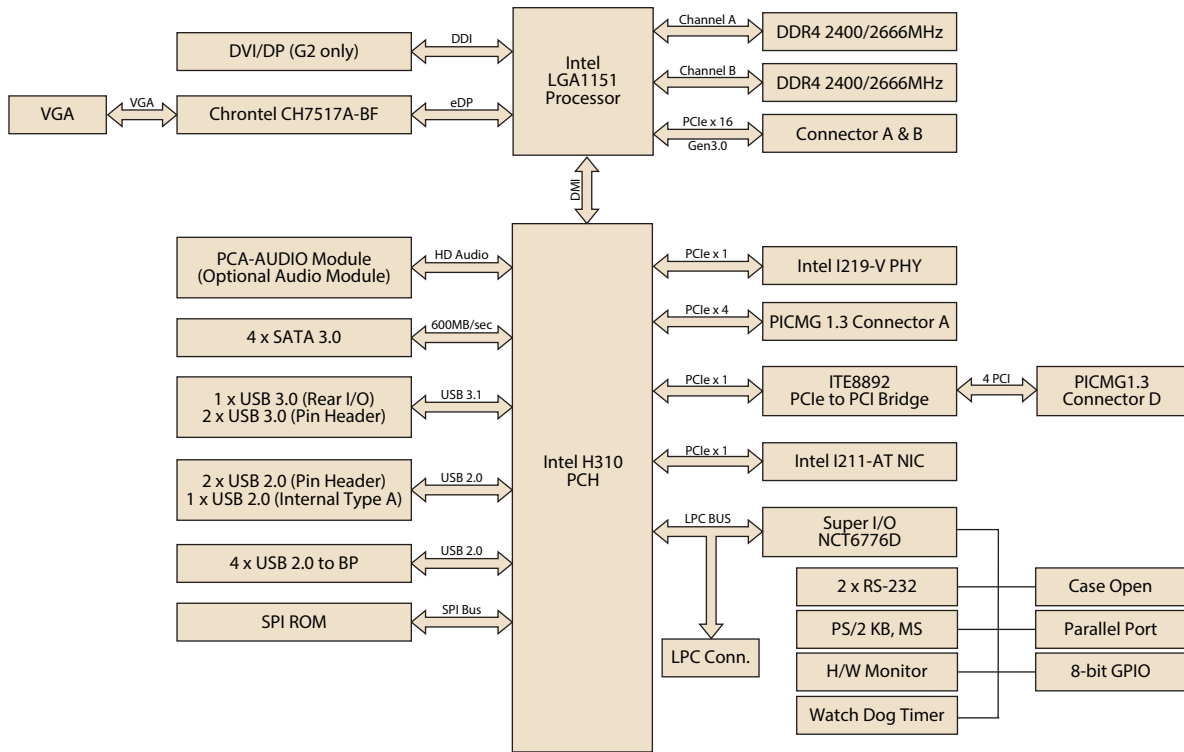 DVI/DP (G2 only)
DDI
Intel
LGA1151
Processor
Channel A
DDR4 2400/2666MHz
Channel B
DDR4 2400/2666MHz
VGA
VGA
Chrontel CH7517A-BF
eDP
PCIe x 16
Gen3.0
Connector A & B
DMI
PCA-AUDIO Module
(Optional Audio Module)
HD Audio
4 x SATA 3.0
600MB/sec
1 x USB 3.0 (Rear I/O)
2 x USB 3.0 (Pin Header)
USB 3.1
2 x USB 2.0 (Pin Header)
1 x USB 2.0 (Internal Type A)
USB 2.0
4 x USB 2.0 to BP
USB 2.0
SPI ROM
SPI Bus
Intel H310
PCH
PCIe x 1
Intel I219-V PHY
PCIe x 4
PICMG 1.3 Connector A
PCIe x 1
ITE8892
PCIe to PCI Bridge
4 PCI
PICMG1.3
Connector D
PCIe x 1
Intel I211-AT NIC
LPC BUS
Super I/O
NCT6776D
LPC Conn.
2 x RS-232
Case Open
PS/2 KB, MS
Parallel Port
H/W Monitor
8-bit GPIO
Watch Dog Timer